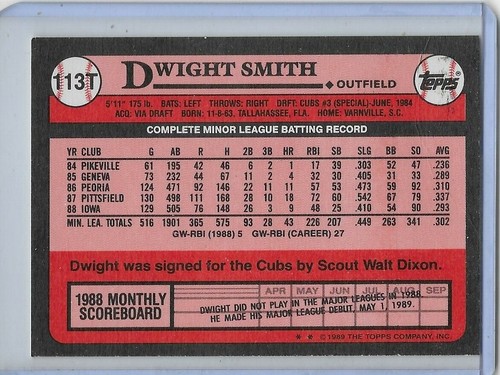 113T
DWIGHT SMITH
◆ OUTFIELD
topps®
5'11" 175 lb. BATS: LEFT THROWS: RIGHT DRFT: CUBS #3 (SPECIAL)-JUNE, 1984
ACQ: VIA DRAFT BORN: 11-8-63, TALLAHASSEE, FLA. HOME: VARNVILLE, S.C.
COMPLETE MINOR LEAGUE BATTING RECORD
YR CLUB G AB R H 2B 3B HR RBI SB SLG BB SO AVG
84 PIKEVILLE 61 195 42 46 6 2 1 17 39 .303 52 47 .236
85 GENEVA 73 232 44 67 11 2 4 32 30 .405 31 33 .289
86 PEORIA 124 471 92 146 22 11 11 57 53 .473 59 92 .310
87 PITTSFIELD 130 498 111 168 28 10 18 72 60 .542 67 79 .337
88 IOWA 129 505 76 148 26 3 9 48 25 .410 54 90 .293
MIN. LEA. TOTALS 516 1901 365 575 93 28 43 226 207 .449 263 341 .302
GW-RBI (1988) 5 GW-RBI (CAREER) 27
Dwight was signed for the Cubs by Scout Walt Dixon.
1988 MONTHLY SCOREBOARD
APR MAY JUN JUL AUG SEP
DWIGHT DID NOT PLAY IN THE MAJOR LEAGUES IN 1988.
HE MADE HIS MAJOR LEAGUE DEBUT, MAY 1, 1989.
* * © 1989 THE TOPPS COMPANY, INC.